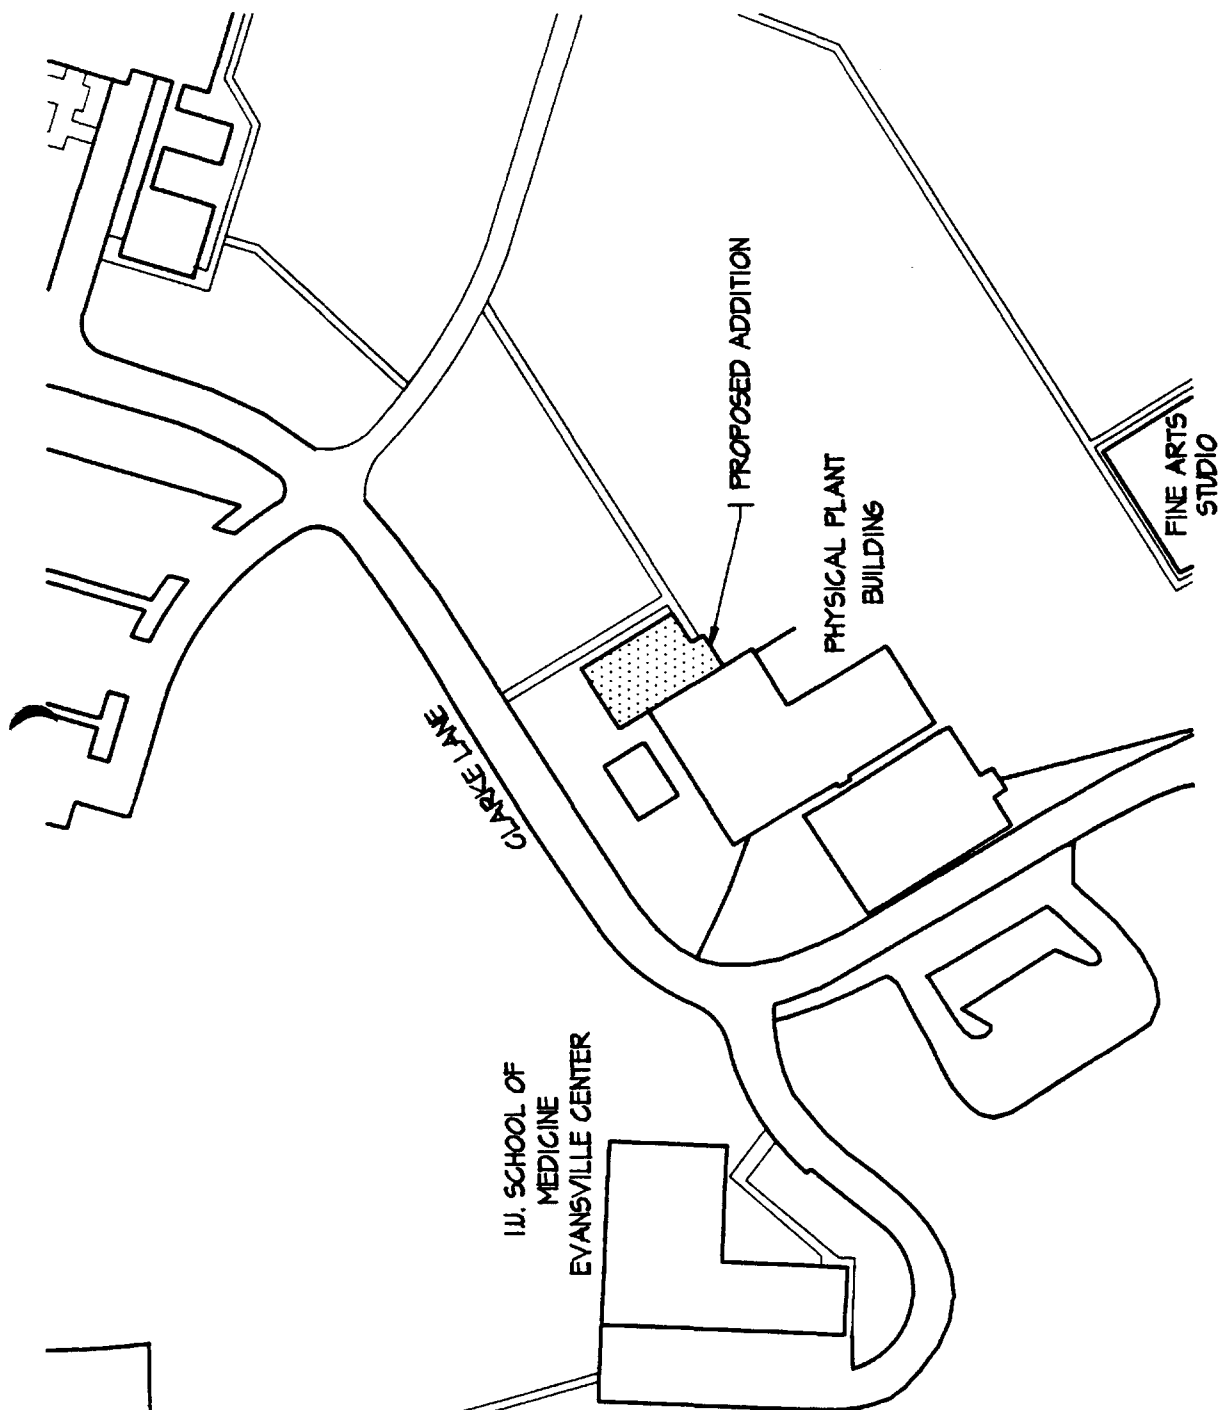 CLARKE LANE
PROPOSED ADDITION
PHYSICAL PLANT
BUILDING
FINE ARTS
STUDIO
I.U. SCHOOL OF
MEDICINE
EVANSVILLE CENTER